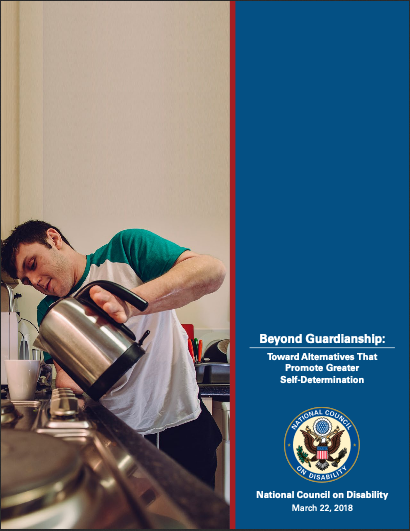 Beyond Guardianship:
Toward Alternatives That
Promote Greater
Self-Determination
NATIONAL COUNCIL
ON DISABILITY
National Council on Disability
March 22, 2018